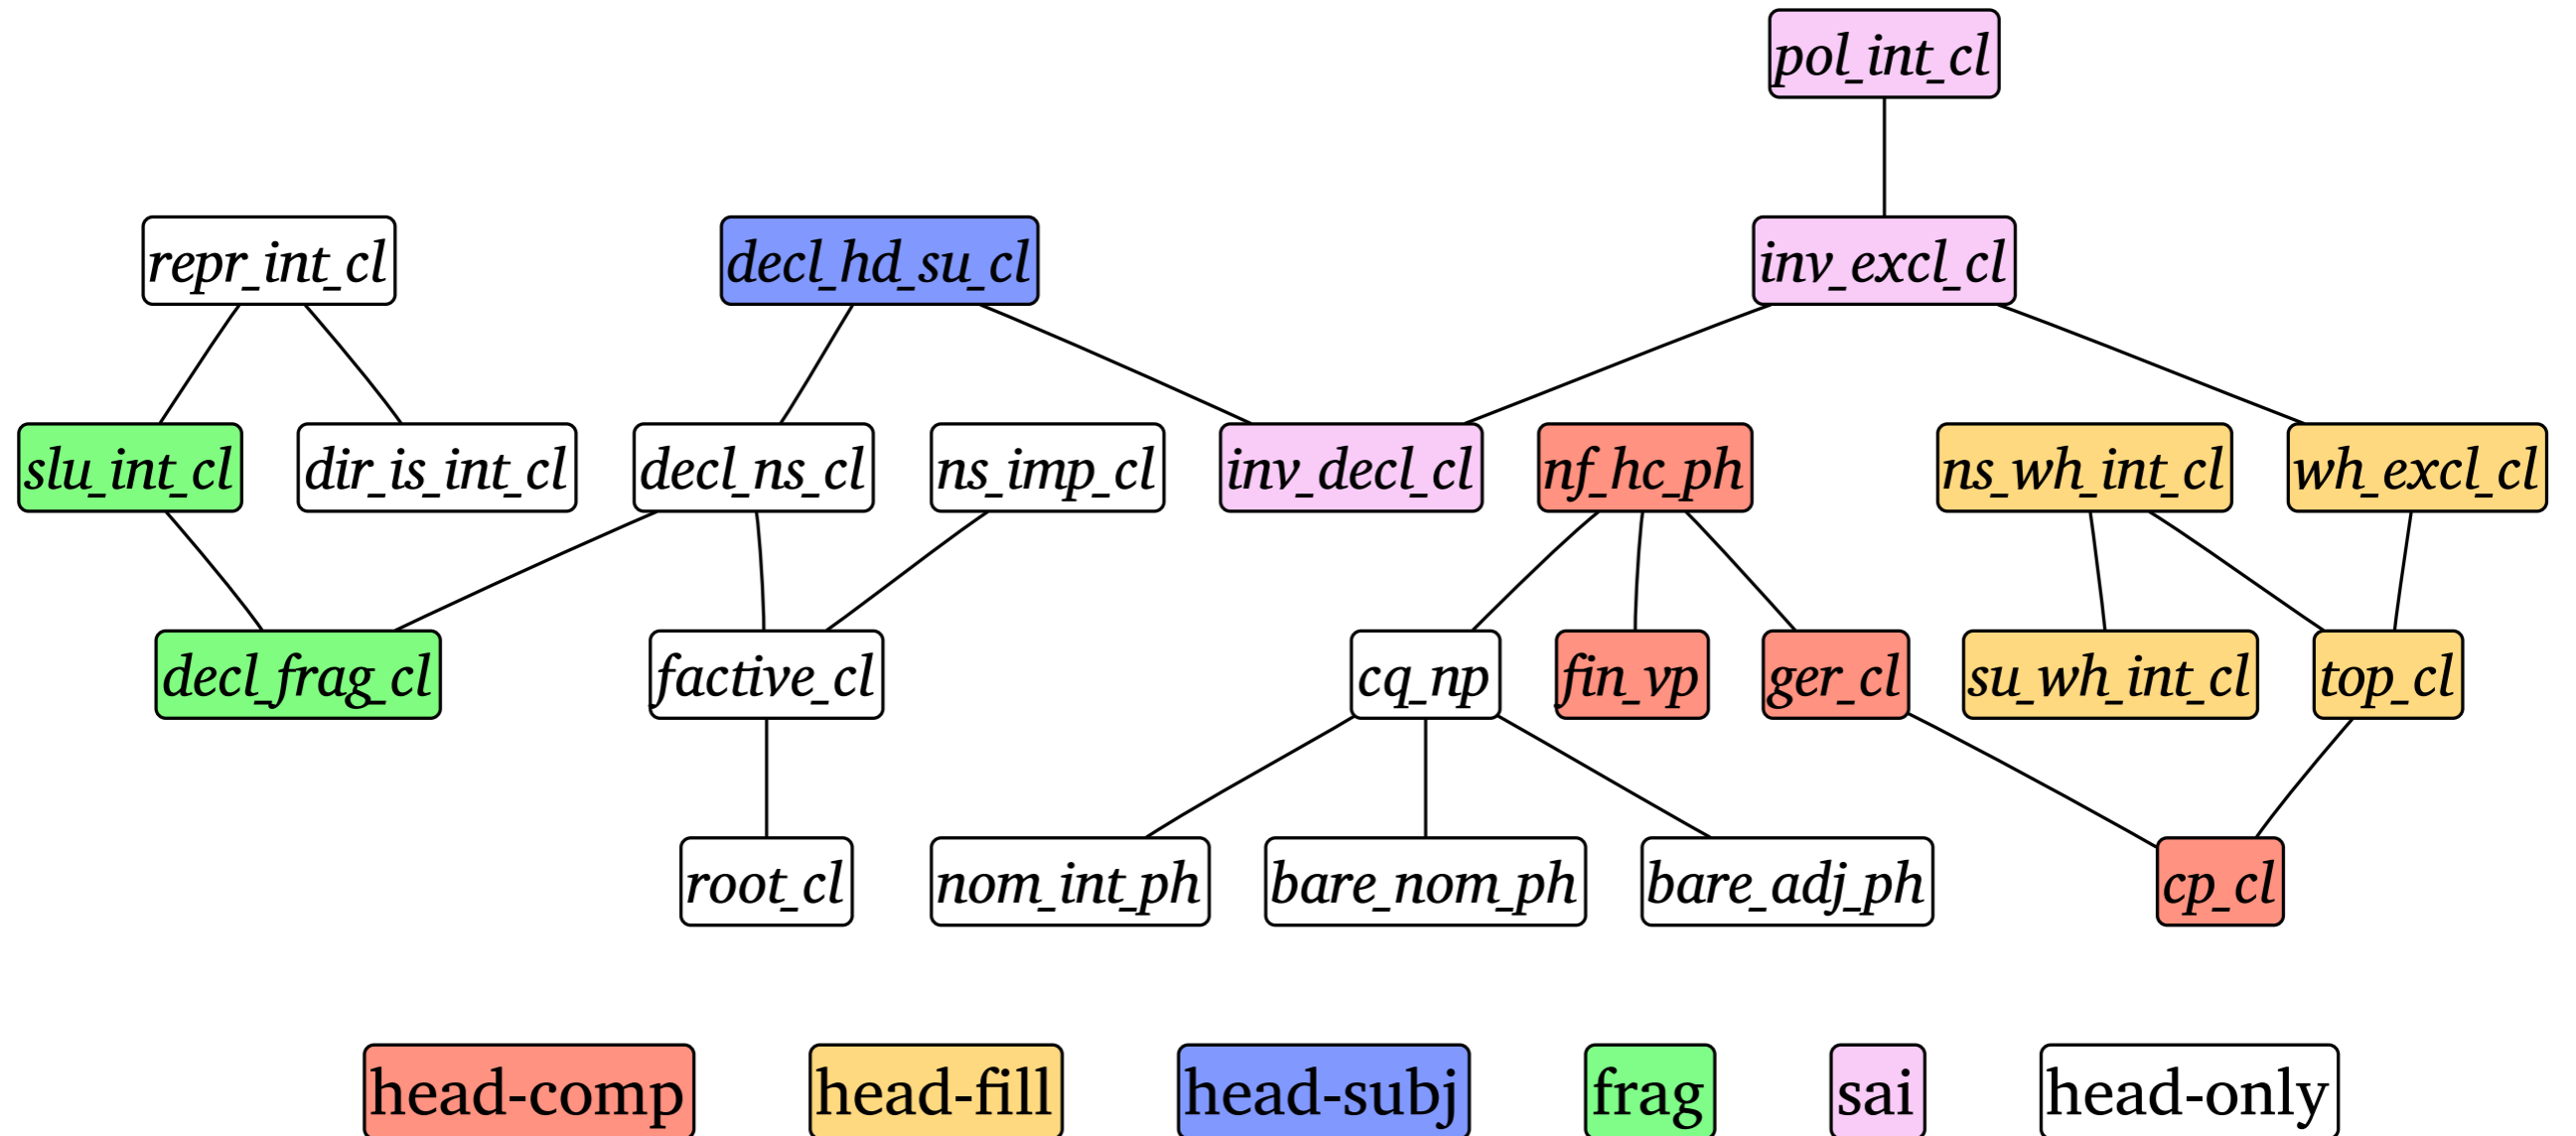 pol_int_cl
repr_int_cl decl_hd_su_cl inv_excl_cl
slu_int_cl dir_is_int_cl decl_ns_cl ns_imp_cl inv_decl_cl nf_hc_ph ns_wh_int_cl wh_excl_cl
decl_frag_cl factive_cl cq_np fin_vp ger_cl su_wh_int_cl top_cl
root_cl nom_int_ph bare_nom_ph bare_adj_ph cp_cl
head-comp head-fill head-subj frag sai head-only